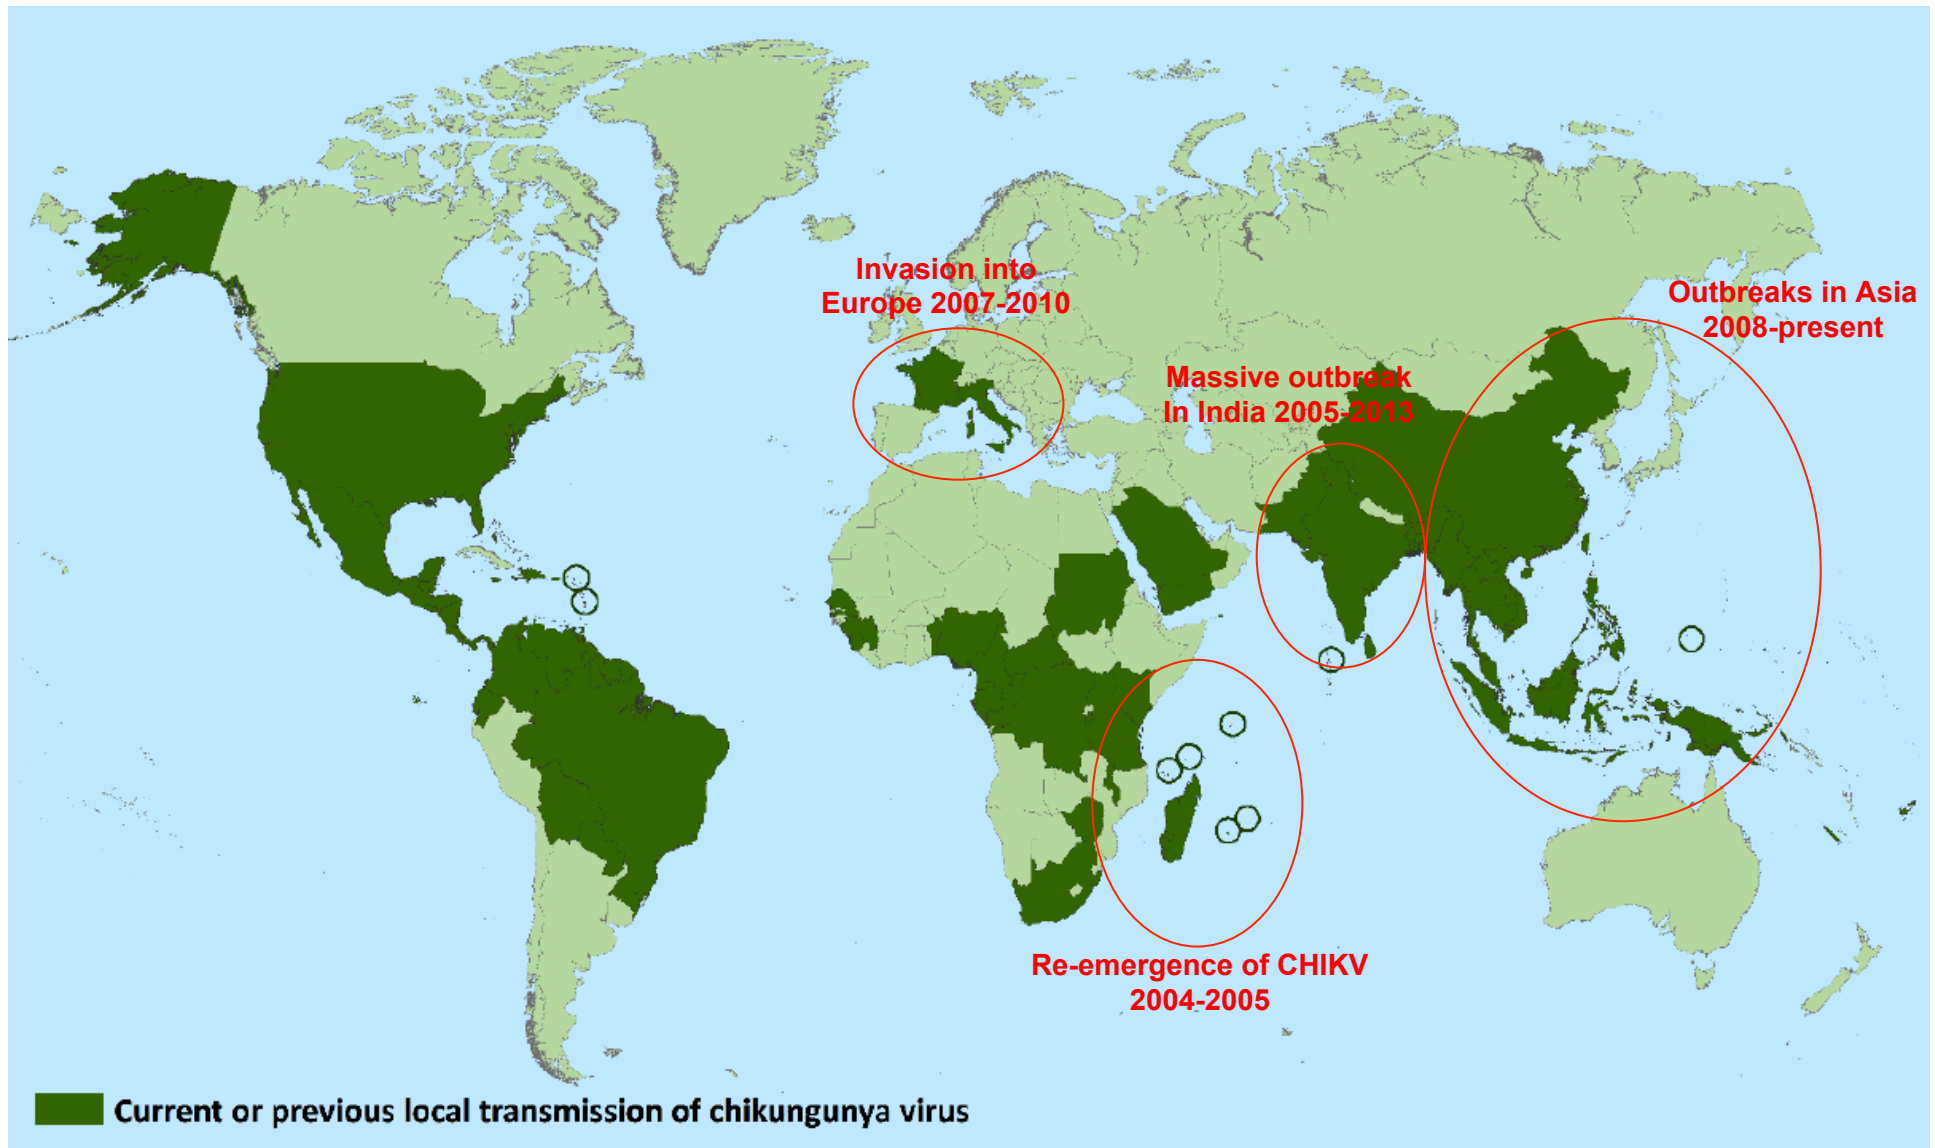 Invasion into
Europe 2007-2010
Outbreaks in Asia
2008-present
Massive outbreak
In India 2005-2013
Re-emergence of CHIKV
2004-2005
Current or previous local transmission of chikungunya virus